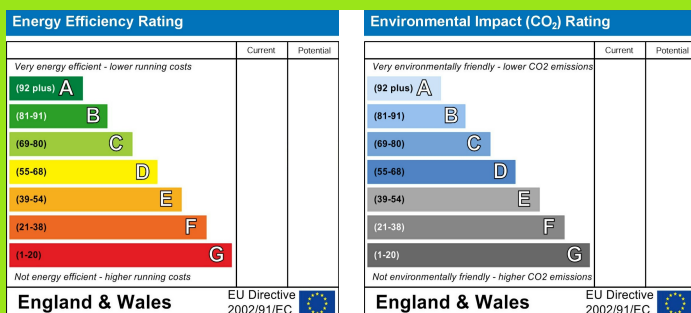 Energy Efficiency Rating
Current Potential
Very energy efficient - lower running costs
(92 plus) A
(81-91) B
(69-80) C
(55-68) D
(39-54) E
(21-38) F
(1-20) G
Not energy efficient - higher running costs
England & Wales
EU Directive
2002/91/EC
Environmental Impact (CO₂) Rating
Current Potential
Very environmentally friendly - lower CO2 emissions
(92 plus) A
(81-91) B
(69-80) C
(55-68) D
(39-54) E
(21-38) F
(1-20) G
Not environmentally friendly - higher CO2 emissions
England & Wales
EU Directive
2002/91/EC